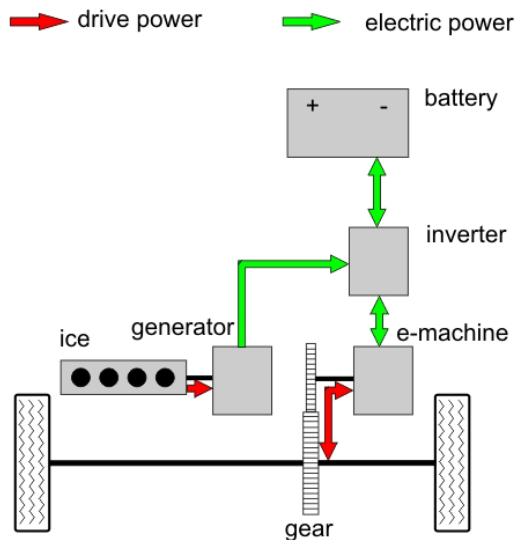 drive power
electric power
battery
+ -
inverter
generator
e-machine
ice
gear